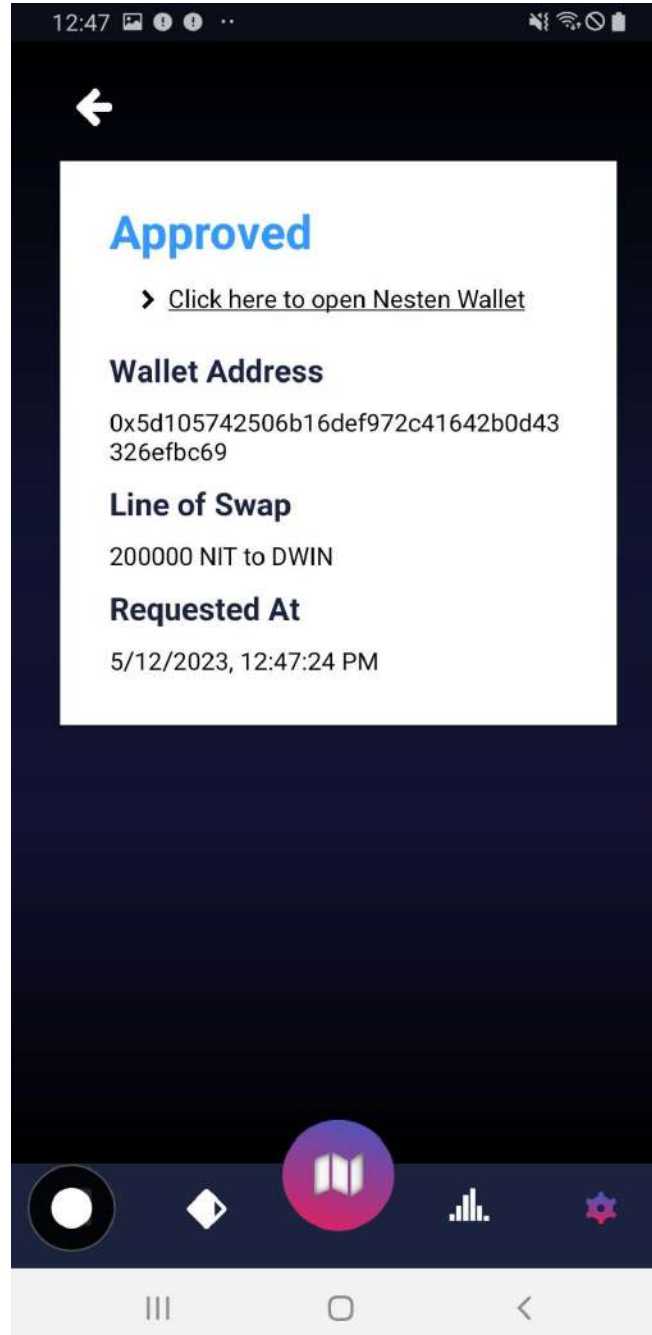 12:47
Approved
Click here to open Nesten Wallet
Wallet Address
0x5d105742506b16def972c41642b0d43
326efbc69
Line of Swap
200000 NIT to DWIN
Requested At
5/12/2023, 12:47:24 PM